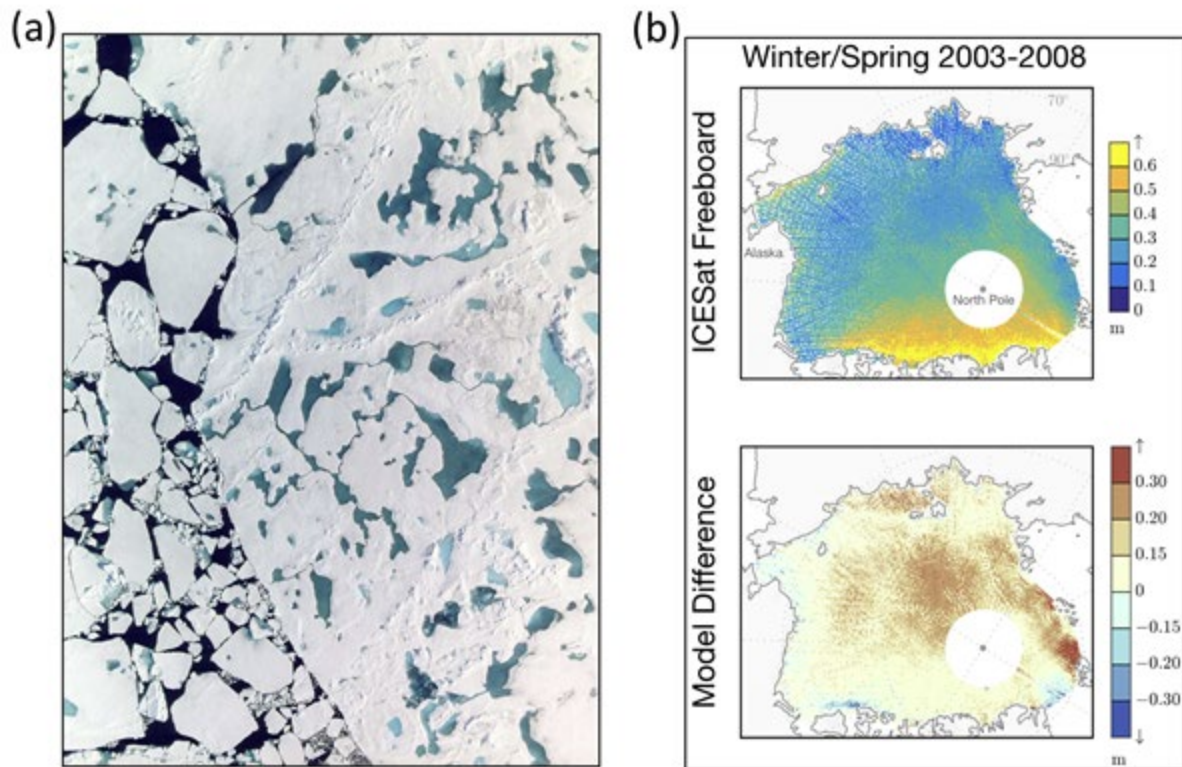 (a)
(b)
Winter/Spring 2003-2008
ICESat Freeboard
70°
90°
Alaska
North Pole
↑
0.6
0.5
0.4
0.3
0.2
0.1
0
m
Model Difference
↑
0.30
0.20
0.15
0
−0.15
−0.20
−0.30
↓
m